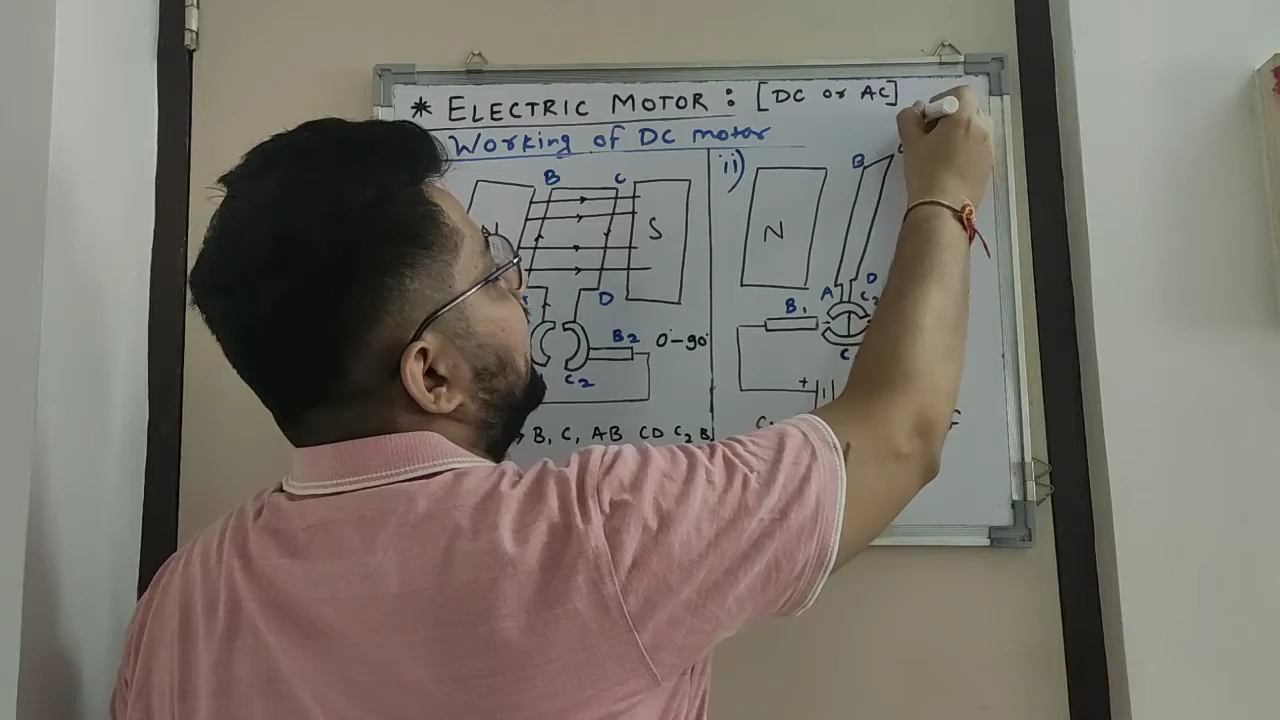 * ELECTRIC MOTOR : [DC or AC]
Working of DC motor
B C
S
D
B2
C2
0°-90°
B, C, AB CD C2 B
ii)
B
N
A D
C2
B1
C
+